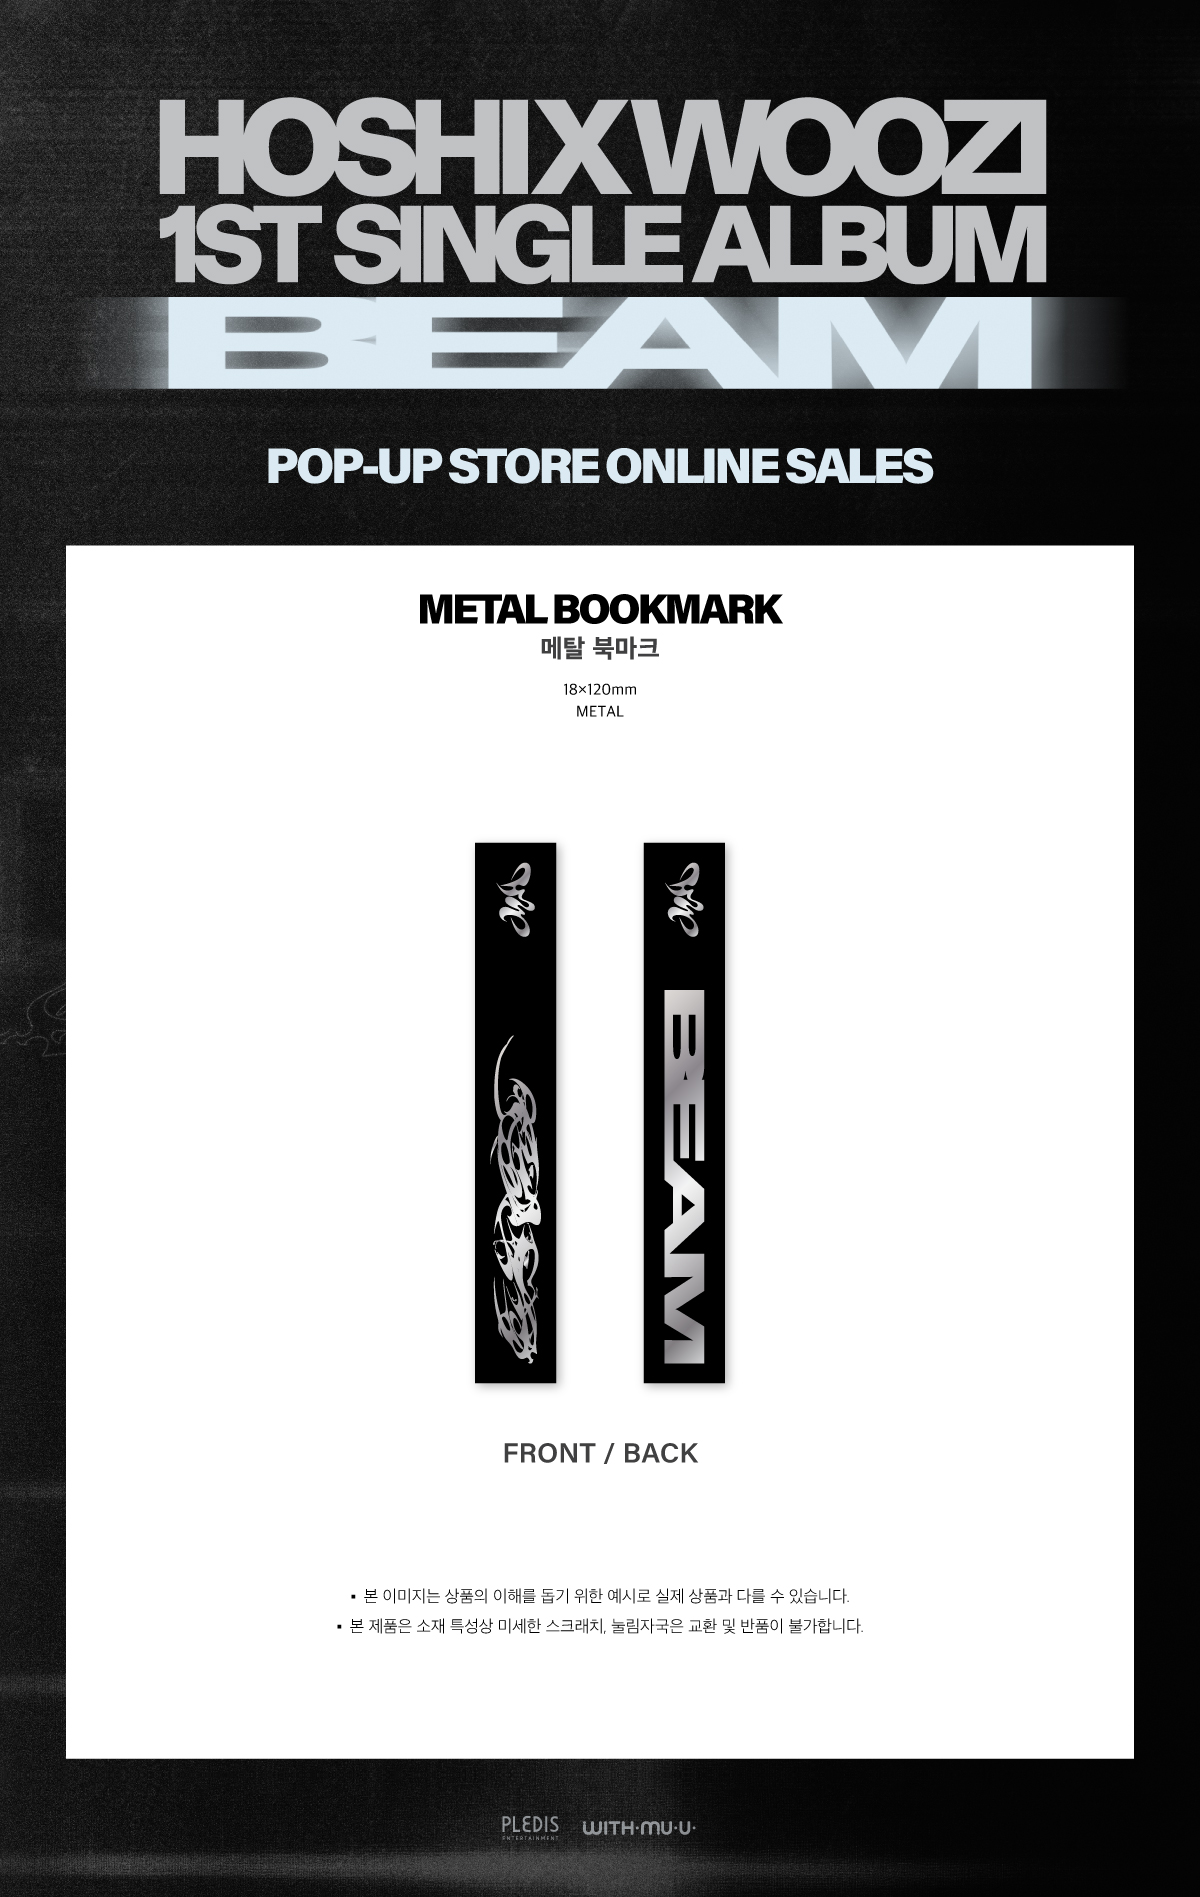 HOSHI X WOOZI
1ST SINGLE ALBUM
BEAM
POP-UP STORE ONLINE SALES
METAL BOOKMARK
메탈 북마크
18×120mm
METAL
BEAM
FRONT / BACK
▪ 본 이미지는 상품의 이해를 돕기 위한 예시로 실제 상품과 다를 수 있습니다.
▪ 본 제품은 소재 특성상 미세한 스크래치, 눌림자국은 교환 및 반품이 불가합니다.
PLEDIS
ENTERTAINMENT
WITH·MU·U·